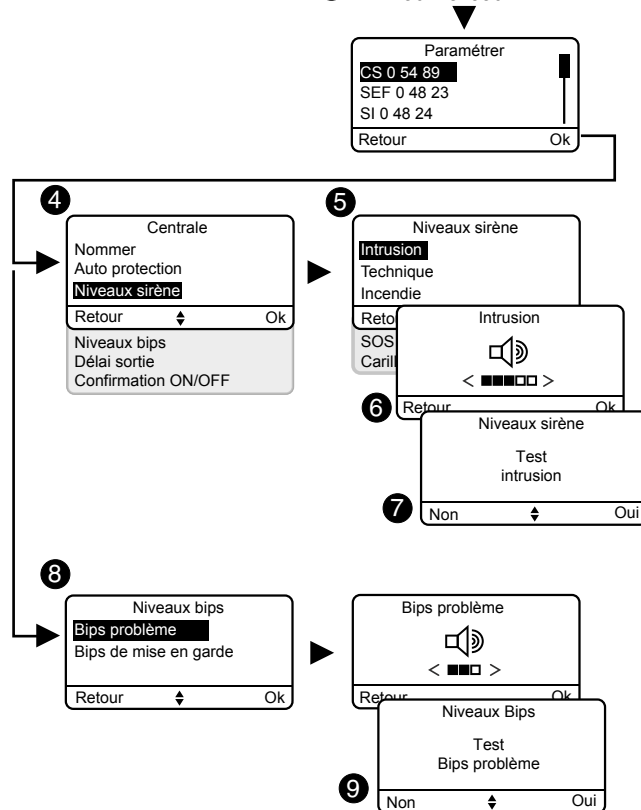 Paramétrer
CS 0 54 89
SEF 0 48 23
SI 0 48 24
Retour Ok
4
Centrale
Nommer
Auto protection
Niveaux sirène
Retour Ok
Niveaux bips
Délai sortie
Confirmation ON/OFF
5
Niveaux sirène
Intrusion
Technique
Incendie
SOS
6
Intrusion
< >
Retour Ok
7
Niveaux sirène
Test
intrusion
Non Oui
8
Niveaux bips
Bips problème
Bips de mise en garde
Retour Ok
Bips problème
< >
Retour Ok
9
Niveaux Bips
Test
Bips problème
Non Oui